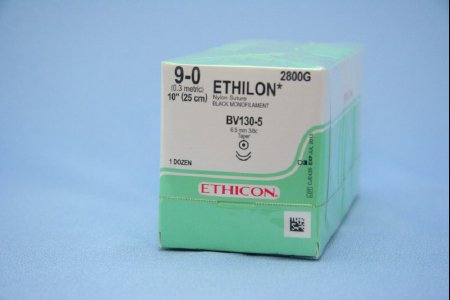 9-0
(0.3 metric)
10" (25 cm)
ETHILON*
2800G
Nylon Suture
BLACK MONOFILAMENT
BV130-5
6.5 mm 3/8c
Taper
1 DOZEN
ETHICON